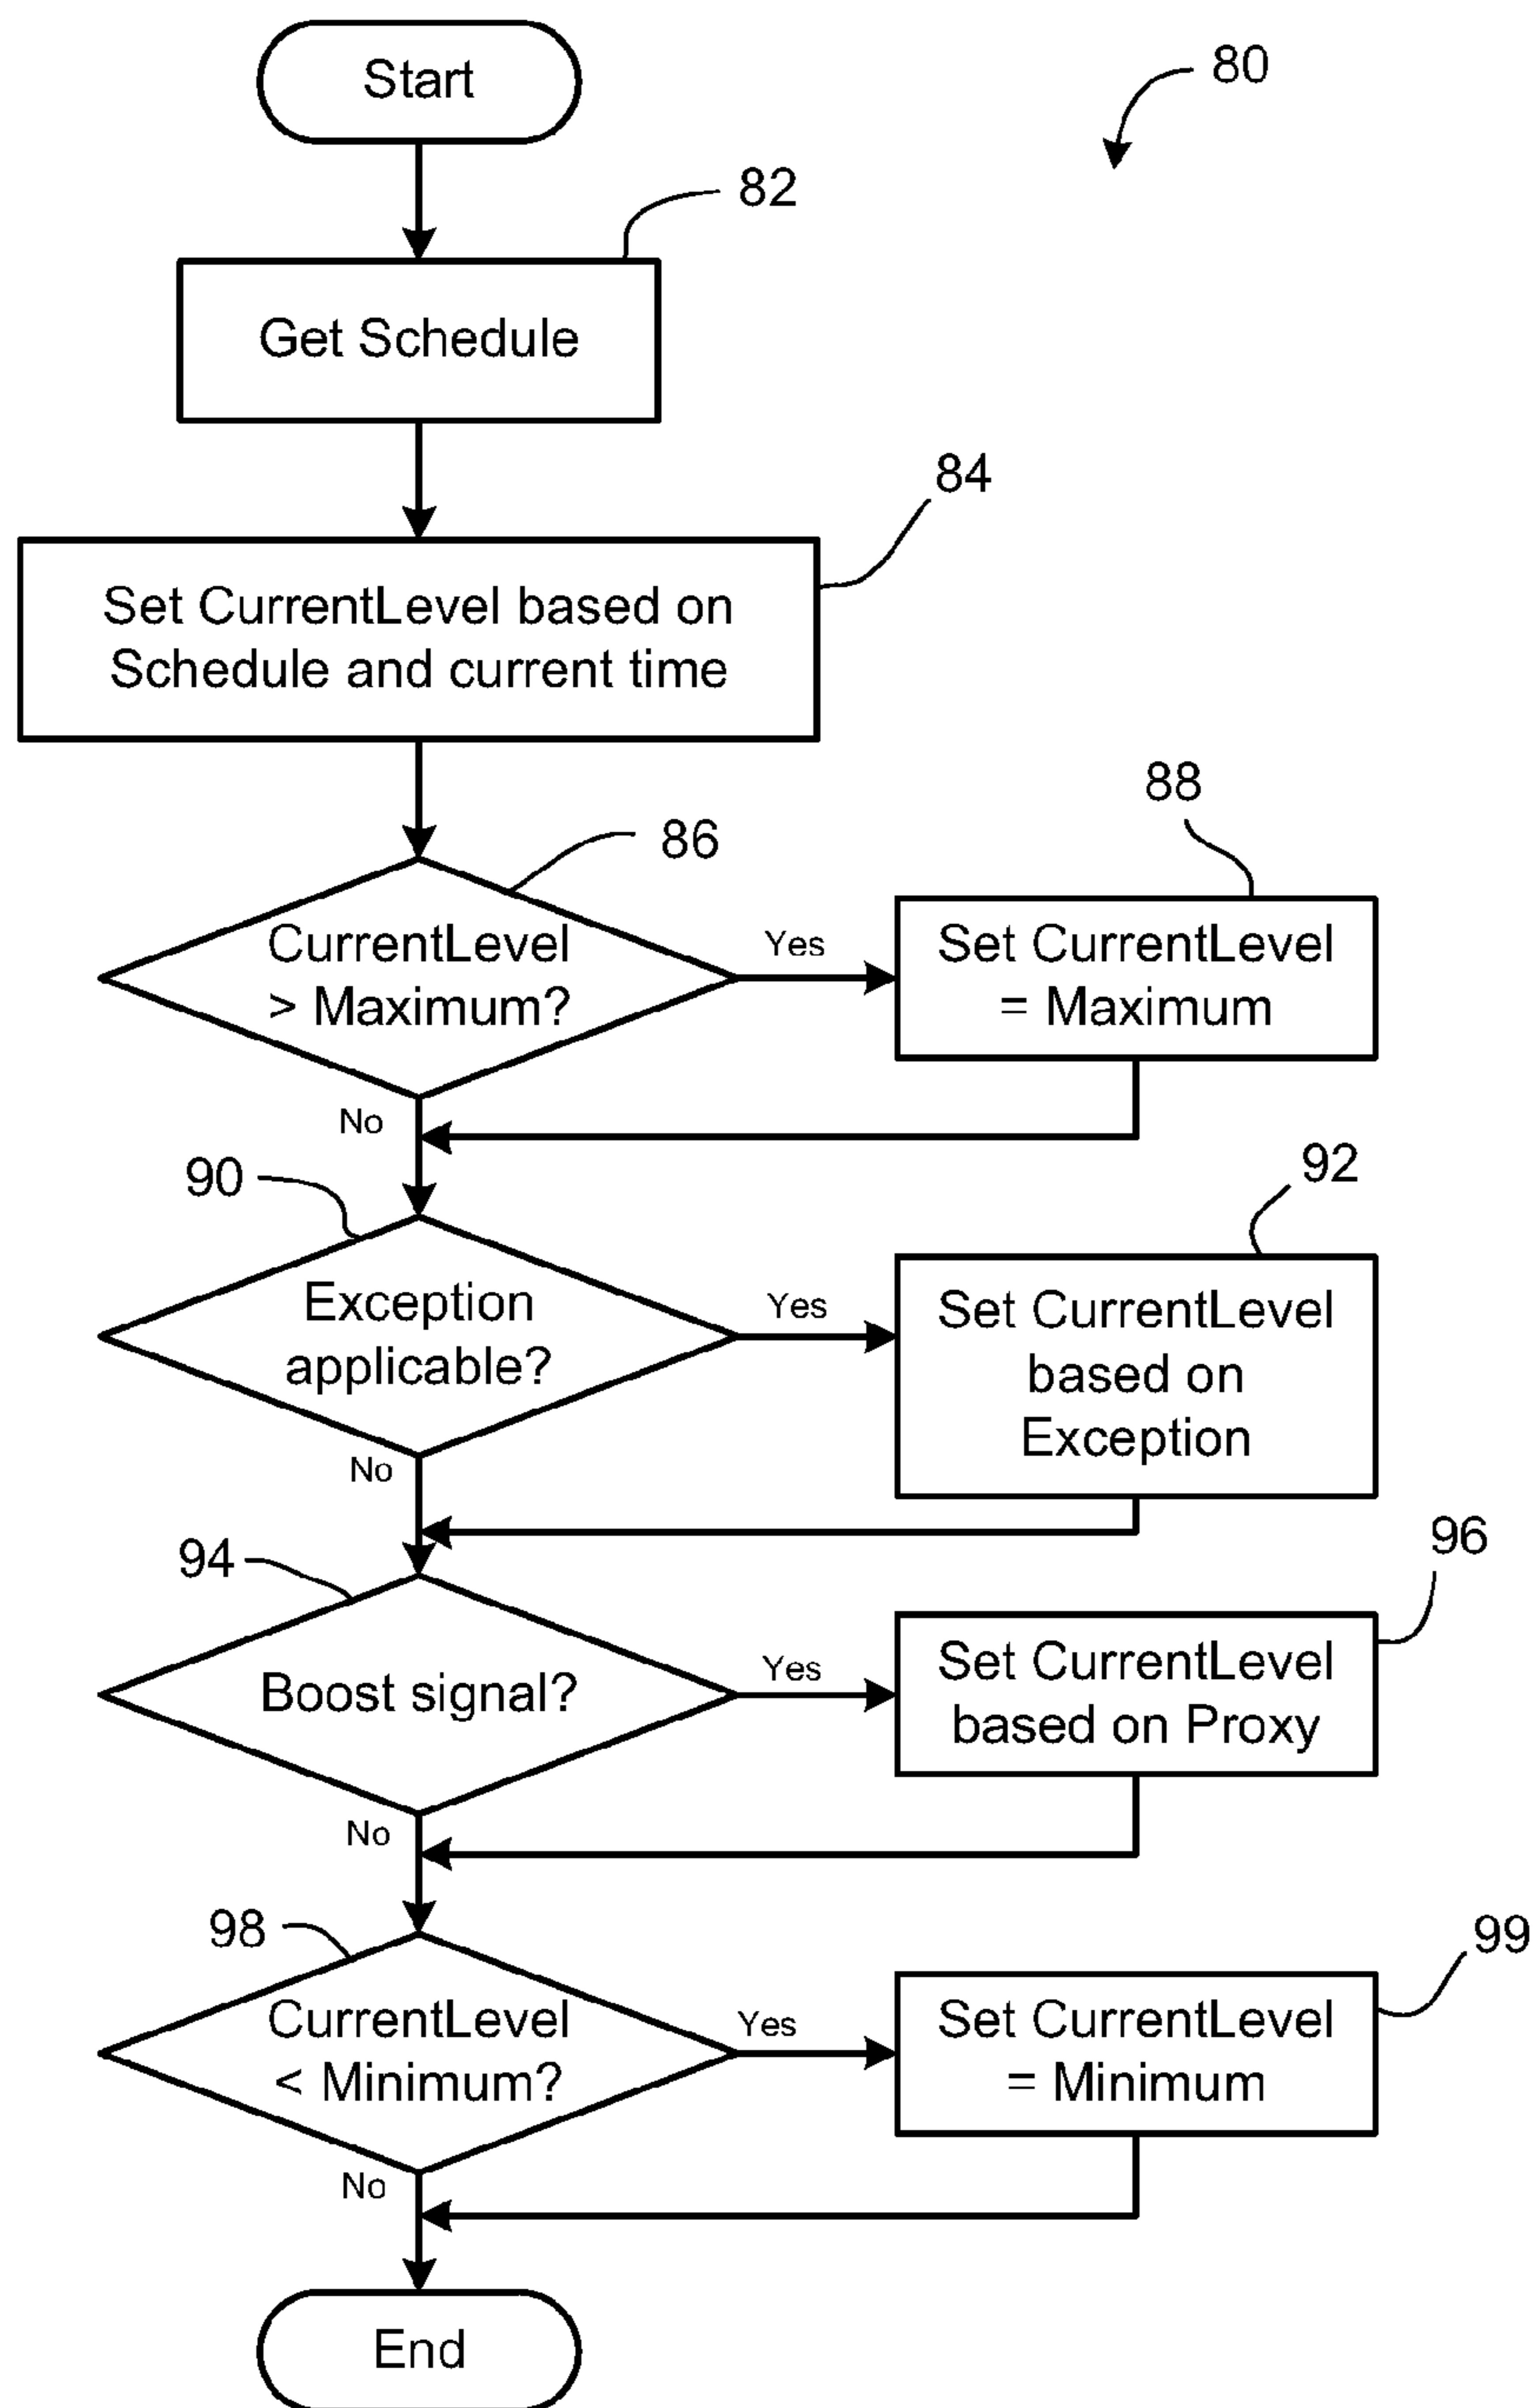 Start
80
82
Get Schedule
84
Set CurrentLevel based on
Schedule and current time
86
CurrentLevel
> Maximum?
Yes
88
Set CurrentLevel
= Maximum
No
90
Exception
applicable?
Yes
92
Set CurrentLevel
based on
Exception
No
94
Boost signal?
Yes
96
Set CurrentLevel
based on Proxy
No
98
CurrentLevel
< Minimum?
Yes
99
Set CurrentLevel
= Minimum
No
End